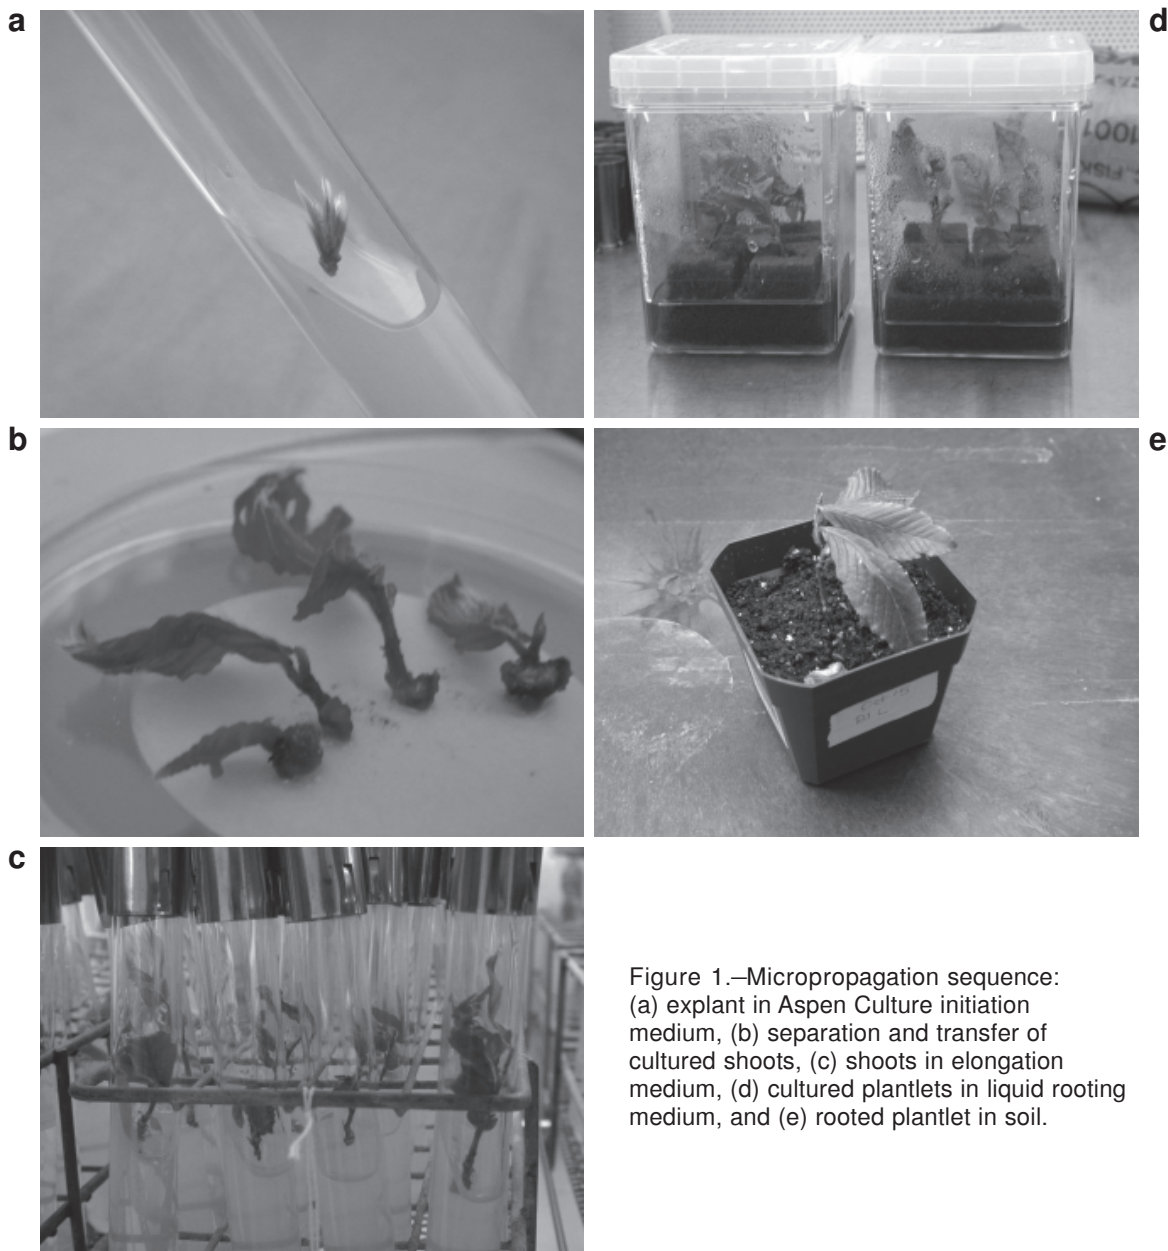 a
d
b
e
c
1001
Figure 1.–Micropropagation sequence:
(a) explant in Aspen Culture initiation
medium, (b) separation and transfer of
cultured shoots, (c) shoots in elongation
medium, (d) cultured plantlets in liquid rooting
medium, and (e) rooted plantlet in soil.